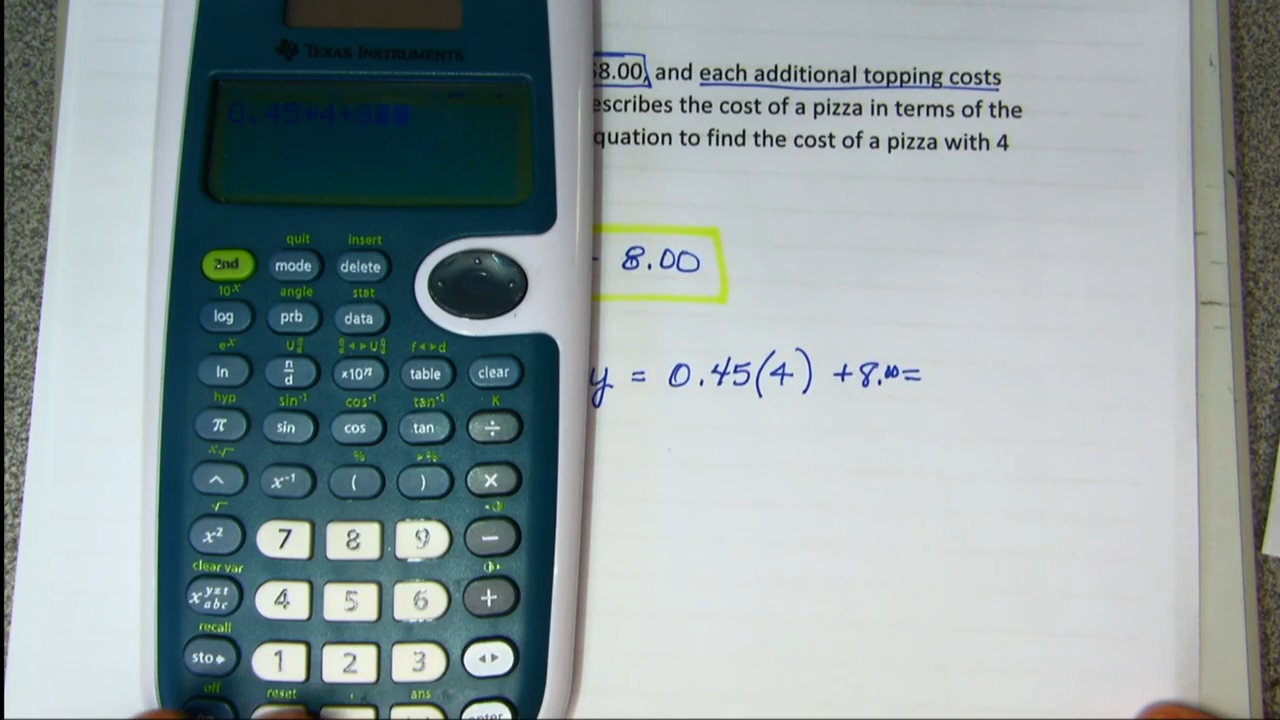 TEXAS INSTRUMENTS
0.45*4+8
quit insert
2nd mode delete
10ˣ angle stat
log prb data
eˣ
f◄►d
ln n/d ×10ⁿ table clear
hyp sin⁻¹ cos⁻¹ tan⁻¹ K
π sin cos tan ÷
ˣ√ % ►%
^ x⁻¹ ( ) ×
√
x² 7 8 9 −
clear var
x yzt abc 4 5 6 +
recall
sto► 1 2 3 ◄►
off reset , ans
enter
$8.00, and each additional topping costs
escribes the cost of a pizza in terms of the
quation to find the cost of a pizza with 4
8.00
y = 0.45(4) +8.00=